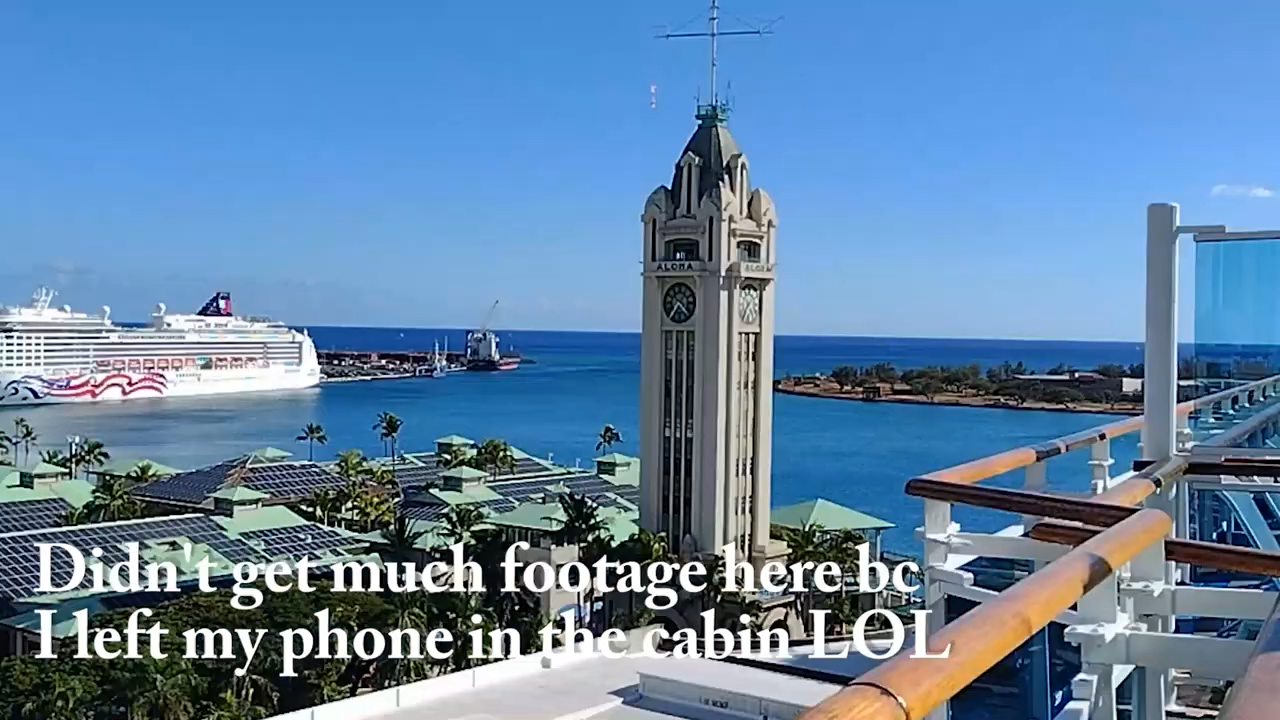 ALOHA ALOHA
Didn't get much footage here bc
I left my phone in the cabin LOL